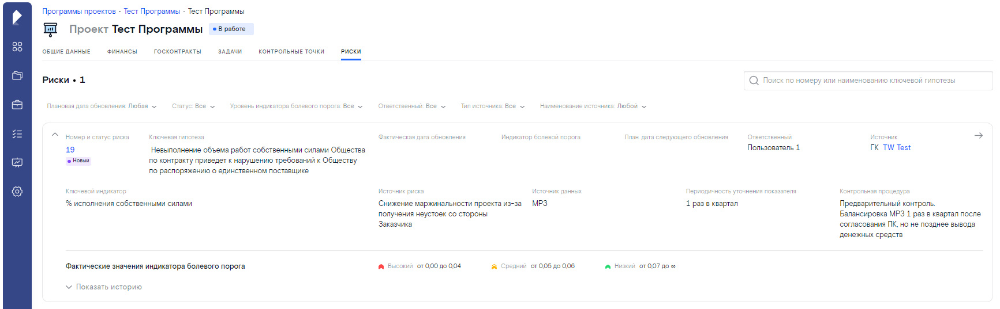 Программы проектов - Тест Программы · Тест Программы
Проект Тест Программы
В работе
ОБЩИЕ ДАННЫЕ ФИНАНСЫ ГОСКОНТРАКТЫ ЗАДАЧИ КОНТРОЛЬНЫЕ ТОЧКИ РИСКИ
Риски • 1
Поиск по номеру или наименованию ключевой гипотезы
Плановая дата обновления: Любая Статус: Все Уровень индикатора болевого порога: Все Ответственный: Все Тип источника: Все Наименование источника: Любой
Номер и статус риска
19
Новый
Ключевая гипотеза
Невыполнение объема работ собственными силами Общества
по контракту приведет к нарушению требований к Обществу
по распоряжению о единственном поставщике
Фактическая дата обновления
Индикатор болевого порога
План. дата следующего обновления
Ответственный
Пользователь 1
Источник
ГК TW Test
Ключевой индикатор
% исполнения собственными силами
Источник риска
Снижение маржинальности проекта из-за
получения неустоек со стороны
Заказчика
Источник данных
МРЗ
Периодичность уточнения показателя
1 раз в квартал
Контрольная процедура
Предварительный контроль.
Балансировка МРЗ 1 раз в квартал после
согласования ПК, но не позднее вывода
денежных средств
Фактические значения индикатора болевого порога
Высокий от 0,00 до 0,04
Средний от 0,05 до 0,06
Низкий от 0,07 до ∞
Показать историю